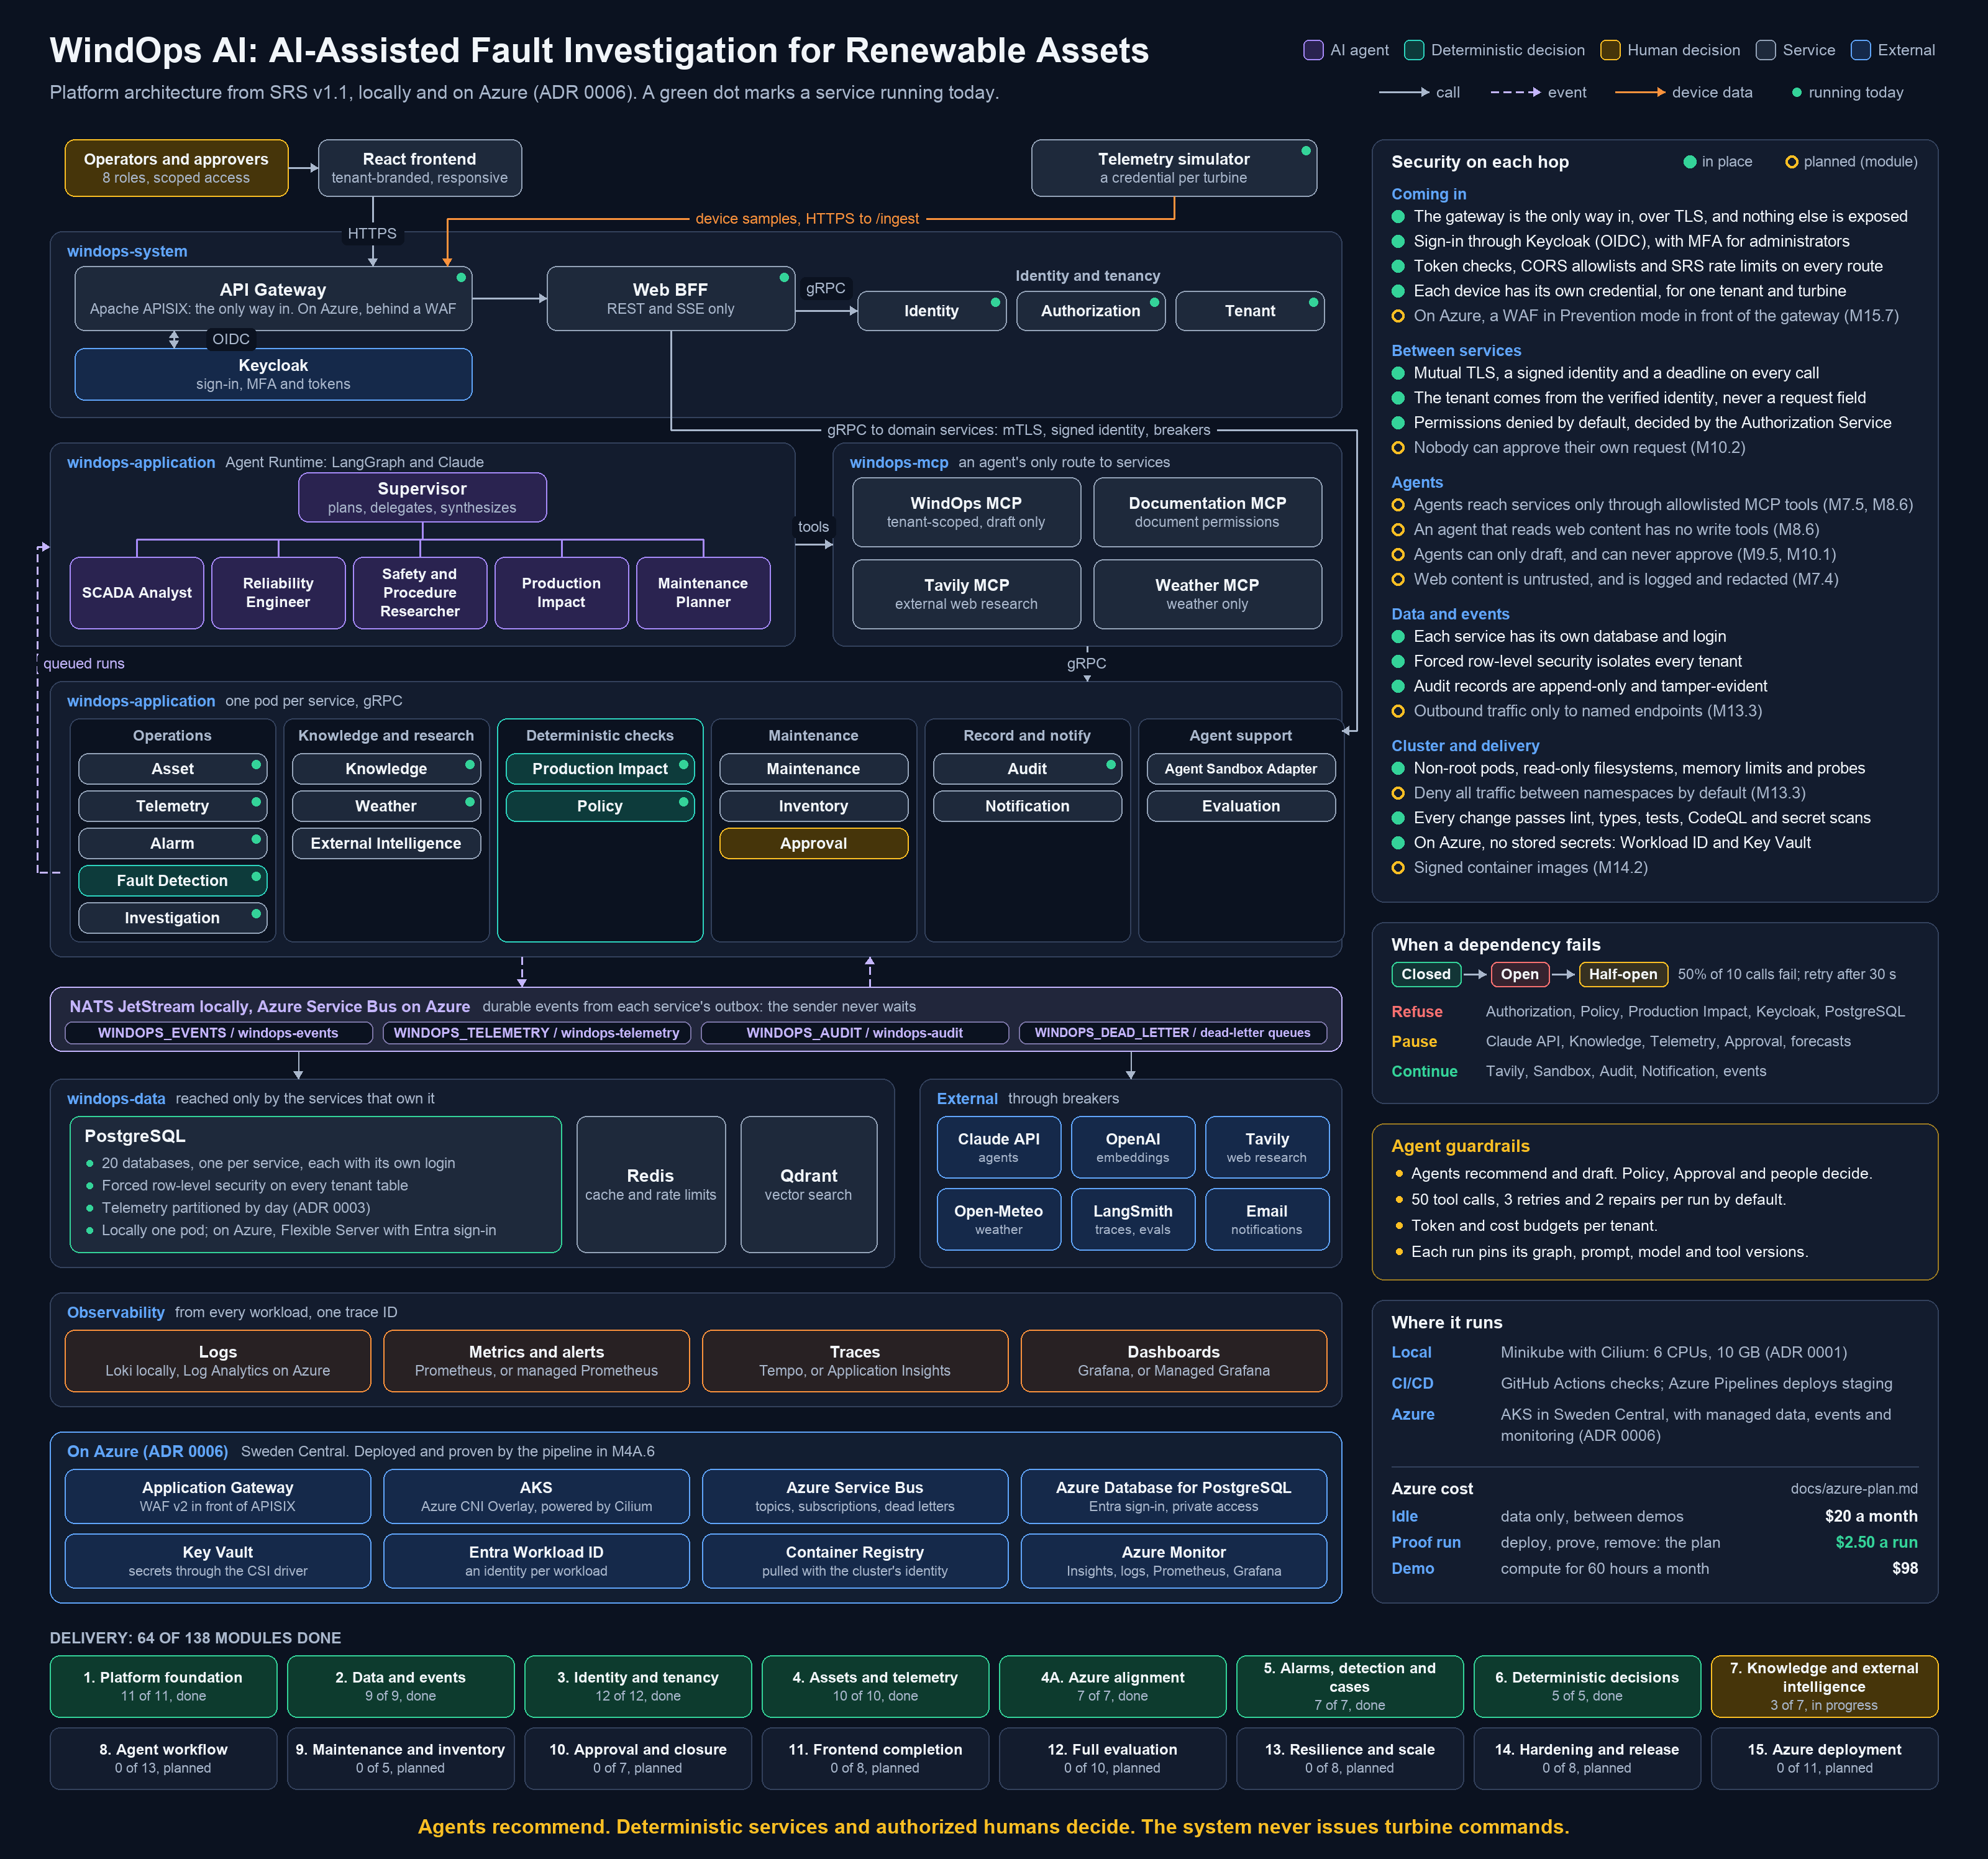 WindOps AI: AI-Assisted Fault Investigation for Renewable Assets
Platform architecture from SRS v1.1, locally and on Azure (ADR 0006). A green dot marks a service running today.
AI agent
Deterministic decision
Human decision
Service
External
call
event
device data
running today
Operators and approvers
8 roles, scoped access
React frontend
tenant-branded, responsive
Telemetry simulator
a credential per turbine
device samples, HTTPS to /ingest
HTTPS
windops-system
API Gateway
Apache APISIX: the only way in. On Azure, behind a WAF
Web BFF
REST and SSE only
gRPC
Identity and tenancy
Identity
Authorization
Tenant
OIDC
Keycloak
sign-in, MFA and tokens
gRPC to domain services: mTLS, signed identity, breakers
windops-application Agent Runtime: LangGraph and Claude
Supervisor
plans, delegates, synthesizes
SCADA Analyst
Reliability
Engineer
Safety and
Procedure
Researcher
Production
Impact
Maintenance
Planner
tools
windops-mcp an agent's only route to services
WindOps MCP
tenant-scoped, draft only
Documentation MCP
document permissions
Tavily MCP
external web research
Weather MCP
weather only
queued runs
gRPC
windops-application one pod per service, gRPC
Operations
Asset
Telemetry
Alarm
Fault Detection
Investigation
Knowledge and research
Knowledge
Weather
External Intelligence
Deterministic checks
Production Impact
Policy
Maintenance
Maintenance
Inventory
Approval
Record and notify
Audit
Notification
Agent support
Agent Sandbox Adapter
Evaluation
NATS JetStream locally, Azure Service Bus on Azure durable events from each service's outbox: the sender never waits
WINDOPS_EVENTS / windops-events
WINDOPS_TELEMETRY / windops-telemetry
WINDOPS_AUDIT / windops-audit
WINDOPS_DEAD_LETTER / dead-letter queues
windops-data reached only by the services that own it
PostgreSQL
20 databases, one per service, each with its own login
Forced row-level security on every tenant table
Telemetry partitioned by day (ADR 0003)
Locally one pod; on Azure, Flexible Server with Entra sign-in
Redis
cache and rate limits
Qdrant
vector search
External through breakers
Claude API
agents
OpenAI
embeddings
Tavily
web research
Open-Meteo
weather
LangSmith
traces, evals
Email
notifications
Observability from every workload, one trace ID
Logs
Loki locally, Log Analytics on Azure
Metrics and alerts
Prometheus, or managed Prometheus
Traces
Tempo, or Application Insights
Dashboards
Grafana, or Managed Grafana
On Azure (ADR 0006) Sweden Central. Deployed and proven by the pipeline in M4A.6
Application Gateway
WAF v2 in front of APISIX
AKS
Azure CNI Overlay, powered by Cilium
Azure Service Bus
topics, subscriptions, dead letters
Azure Database for PostgreSQL
Entra sign-in, private access
Key Vault
secrets through the CSI driver
Entra Workload ID
an identity per workload
Container Registry
pulled with the cluster's identity
Azure Monitor
Insights, logs, Prometheus, Grafana
Security on each hop
in place
planned (module)
Coming in
The gateway is the only way in, over TLS, and nothing else is exposed
Sign-in through Keycloak (OIDC), with MFA for administrators
Token checks, CORS allowlists and SRS rate limits on every route
Each device has its own credential, for one tenant and turbine
On Azure, a WAF in Prevention mode in front of the gateway (M15.7)
Between services
Mutual TLS, a signed identity and a deadline on every call
The tenant comes from the verified identity, never a request field
Permissions denied by default, decided by the Authorization Service
Nobody can approve their own request (M10.2)
Agents
Agents reach services only through allowlisted MCP tools (M7.5, M8.6)
An agent that reads web content has no write tools (M8.6)
Agents can only draft, and can never approve (M9.5, M10.1)
Web content is untrusted, and is logged and redacted (M7.4)
Data and events
Each service has its own database and login
Forced row-level security isolates every tenant
Audit records are append-only and tamper-evident
Outbound traffic only to named endpoints (M13.3)
Cluster and delivery
Non-root pods, read-only filesystems, memory limits and probes
Deny all traffic between namespaces by default (M13.3)
Every change passes lint, types, tests, CodeQL and secret scans
On Azure, no stored secrets: Workload ID and Key Vault
Signed container images (M14.2)
When a dependency fails
Closed
Open
Half-open
50% of 10 calls fail; retry after 30 s
Refuse Authorization, Policy, Production Impact, Keycloak, PostgreSQL
Pause Claude API, Knowledge, Telemetry, Approval, forecasts
Continue Tavily, Sandbox, Audit, Notification, events
Agent guardrails
Agents recommend and draft. Policy, Approval and people decide.
50 tool calls, 3 retries and 2 repairs per run by default.
Token and cost budgets per tenant.
Each run pins its graph, prompt, model and tool versions.
Where it runs
Local Minikube with Cilium: 6 CPUs, 10 GB (ADR 0001)
CI/CD GitHub Actions checks; Azure Pipelines deploys staging
Azure AKS in Sweden Central, with managed data, events and
monitoring (ADR 0006)
Azure cost docs/azure-plan.md
Idle data only, between demos $20 a month
Proof run deploy, prove, remove: the plan $2.50 a run
Demo compute for 60 hours a month $98
DELIVERY: 64 OF 138 MODULES DONE
1. Platform foundation
11 of 11, done
2. Data and events
9 of 9, done
3. Identity and tenancy
12 of 12, done
4. Assets and telemetry
10 of 10, done
4A. Azure alignment
7 of 7, done
5. Alarms, detection and
cases
7 of 7, done
6. Deterministic decisions
5 of 5, done
7. Knowledge and external
intelligence
3 of 7, in progress
8. Agent workflow
0 of 13, planned
9. Maintenance and inventory
0 of 5, planned
10. Approval and closure
0 of 7, planned
11. Frontend completion
0 of 8, planned
12. Full evaluation
0 of 10, planned
13. Resilience and scale
0 of 8, planned
14. Hardening and release
0 of 8, planned
15. Azure deployment
0 of 11, planned
Agents recommend. Deterministic services and authorized humans decide. The system never issues turbine commands.